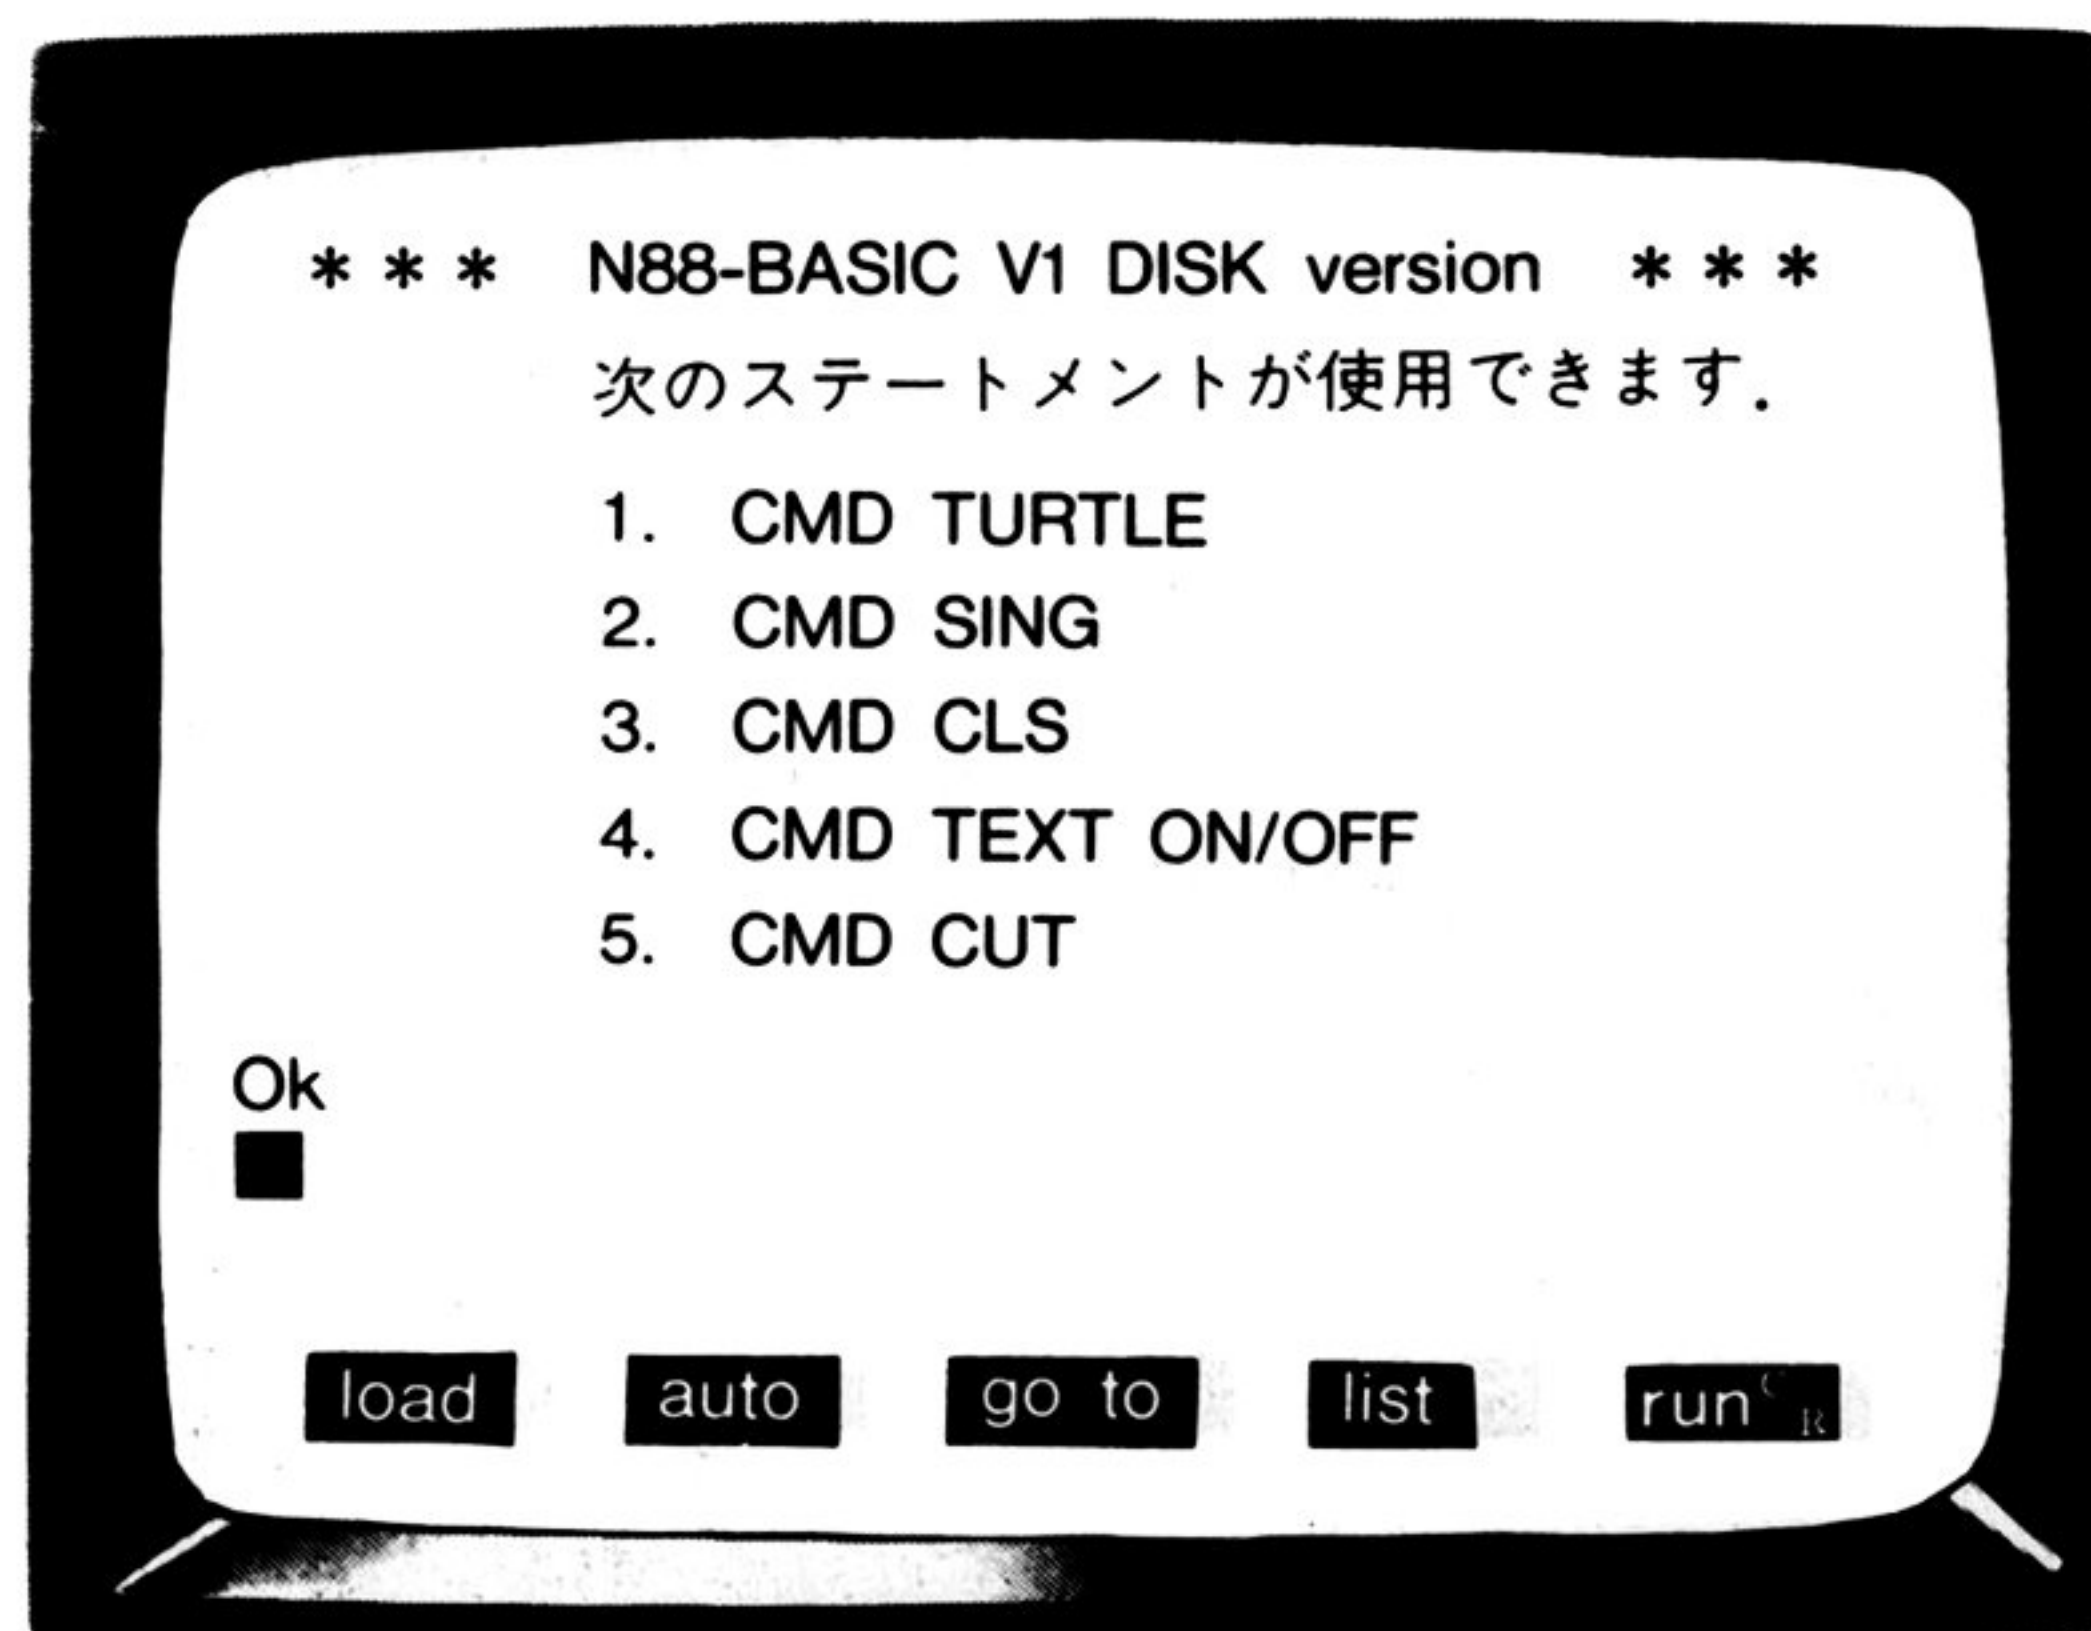 *** N88-BASIC V1 DISK version ***
次のステートメントが使用できます.
1. CMD TURTLE
2. CMD SING
3. CMD CLS
4. CMD TEXT ON/OFF
5. CMD CUT
Ok
load auto go to list run CR